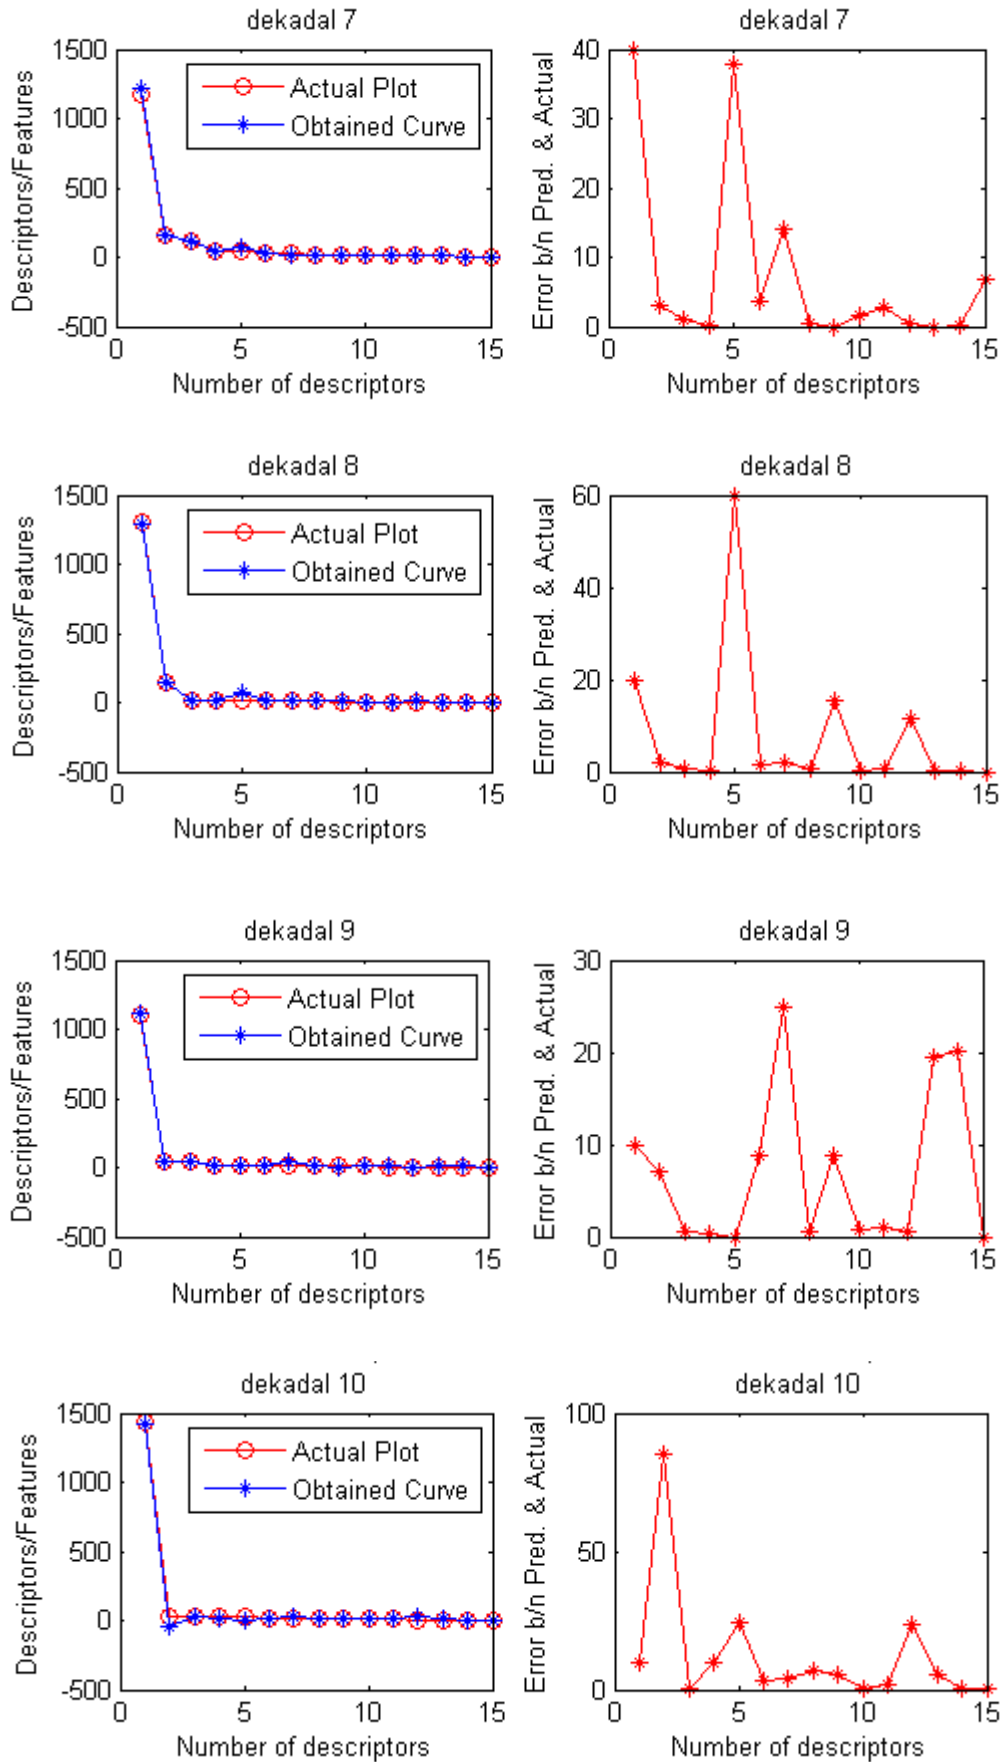 dekadal 7
1500
1000
500
0
-500
0
5
10
15
Descriptors/Features
Number of descriptors
Actual Plot
Obtained Curve
dekadal 7
40
30
20
10
0
0
5
10
15
Error b/n Pred. & Actual
Number of descriptors
dekadal 8
1500
1000
500
0
-500
0
5
10
15
Descriptors/Features
Number of descriptors
Actual Plot
Obtained Curve
dekadal 8
60
40
20
0
0
5
10
15
Error b/n Pred. & Actual
Number of descriptors
dekadal 9
1500
1000
500
0
-500
0
5
10
15
Descriptors/Features
Number of descriptors
Actual Plot
Obtained Curve
dekadal 9
30
20
10
0
0
5
10
15
Error b/n Pred. & Actual
Number of descriptors
dekadal 10
1500
1000
500
0
-500
0
5
10
15
Descriptors/Features
Number of descriptors
Actual Plot
Obtained Curve
dekadal 10
100
50
0
0
5
10
15
Error b/n Pred. & Actual
Number of descriptors